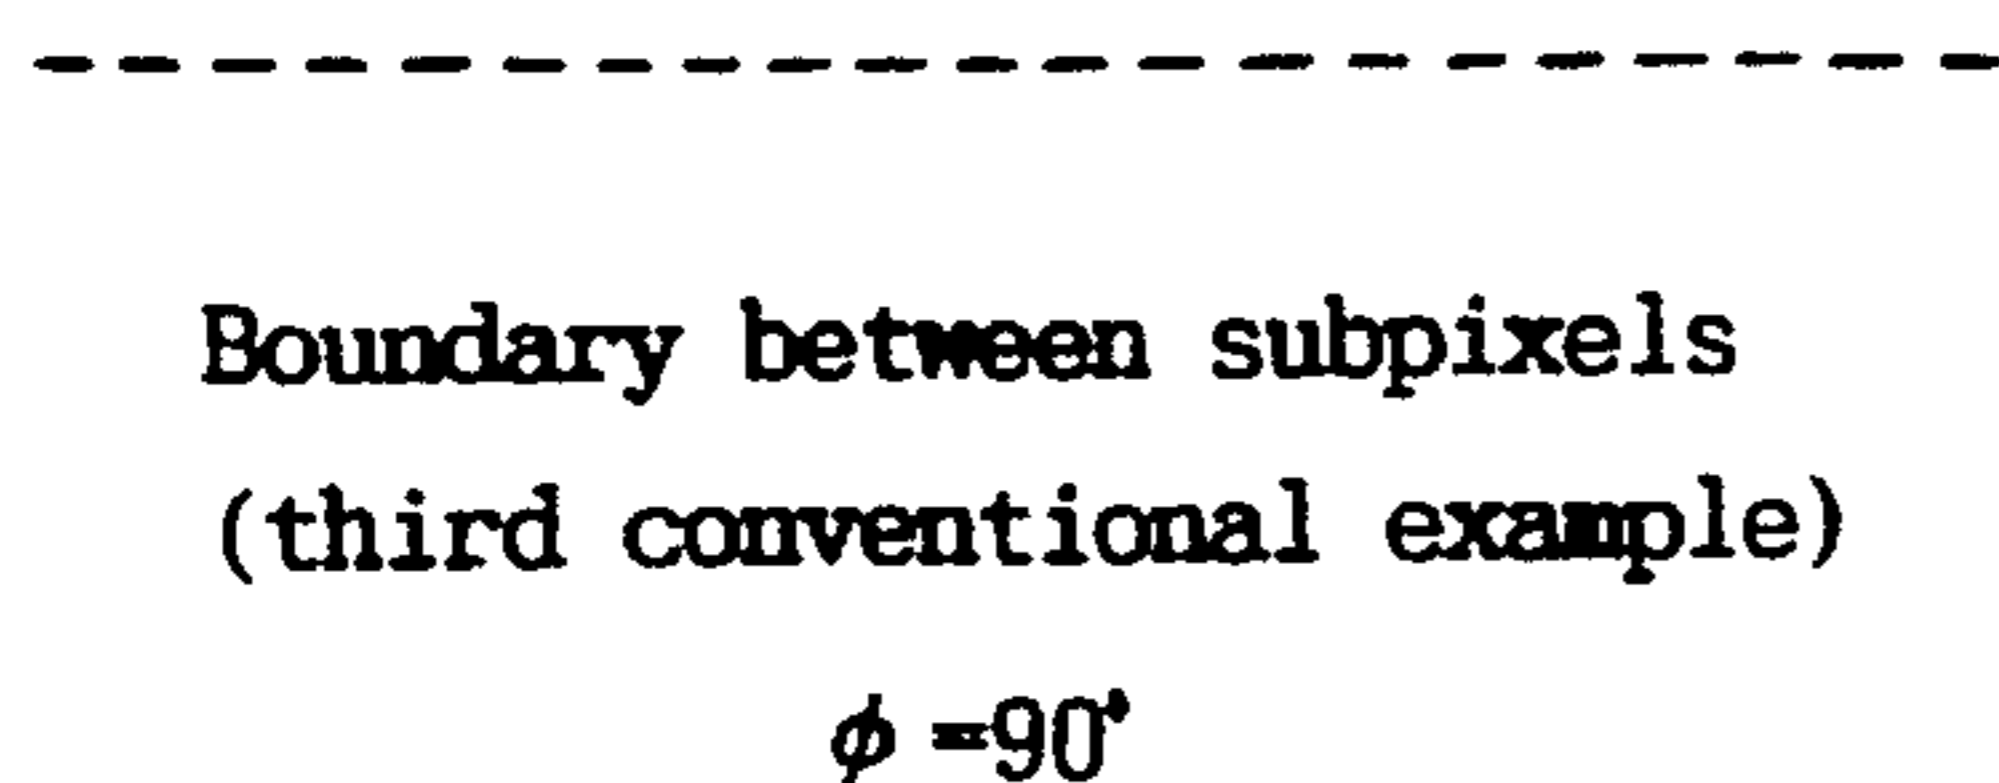 Boundary between subpixels
(third conventional example)
ϕ=90°